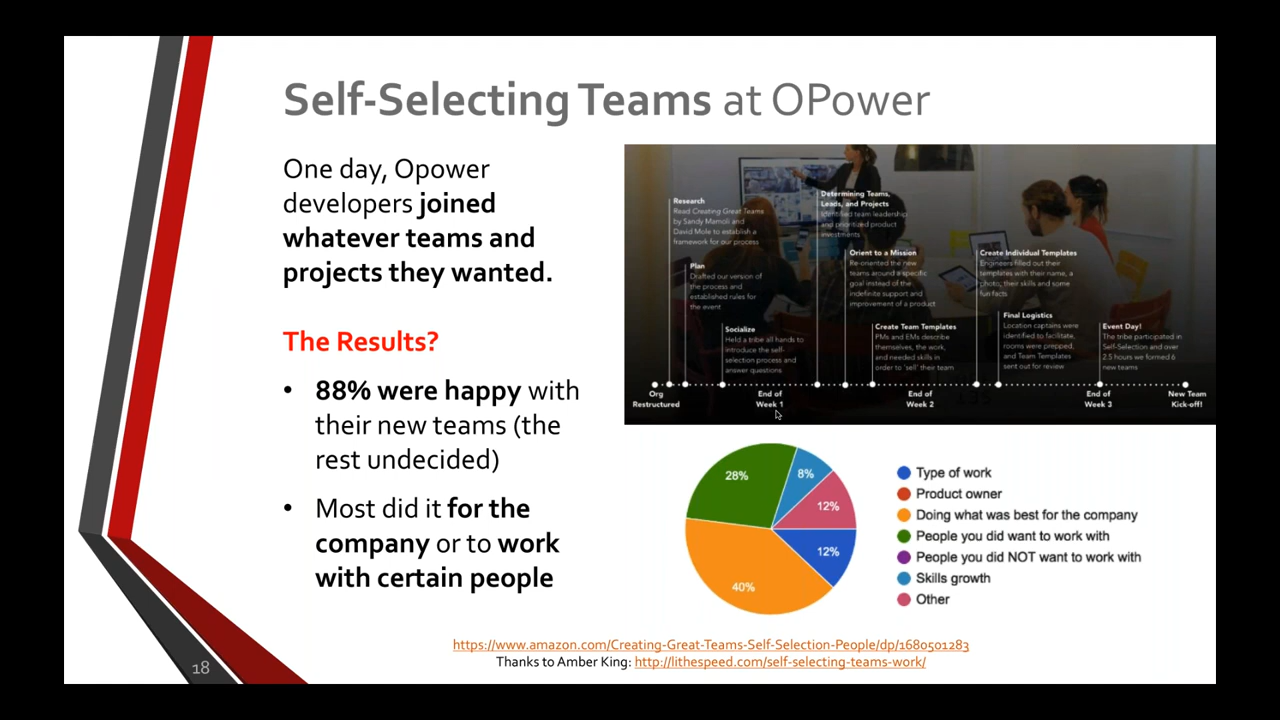 Self-Selecting Teams at OPower
One day, Opower
developers joined
whatever teams and
projects they wanted.
The Results?
• 88% were happy with
their new teams (the
rest undecided)
• Most did it for the
company or to work
with certain people
Research
Read Creating Great Teams
by Sandy Mamoli and
David Mole to establish a
framework for our process
Plan
Drafted our version of
the process and
established rules for
the event
Socialize
Held a tribe all hands to
introduce the self-
selection process and
answer questions
Determining Teams,
Leads, and Projects
Identified team leadership
and prioritized product
investments
Orient to a Mission
Re-oriented the new
teams around a specific
goal instead of the
indefinite support and
improvement of a product
Create Team Templates
PMs and EMs describe
themselves, the work,
and needed skills in
order to 'sell' their team
Create Individual Templates
Engineers filled out their
templates with their name, a
photo, their skills and some
fun facts
Final Logistics
Location captains were
identified to facilitate,
rooms were prepped,
and Team Templates
sent out for review
Event Day!
The tribe participated in
Self-Selection and over
2.5 hours we formed 6
new teams
Org
Restructured
End of
Week 1
End of
Week 2
End of
Week 3
New Team
Kick-off!
28%
8%
12%
12%
40%
Type of work
Product owner
Doing what was best for the company
People you did want to work with
People you did NOT want to work with
Skills growth
Other
https://www.amazon.com/Creating-Great-Teams-Self-Selection-People/dp/1680501283
Thanks to Amber King: http://lithespeed.com/self-selecting-teams-work/
18